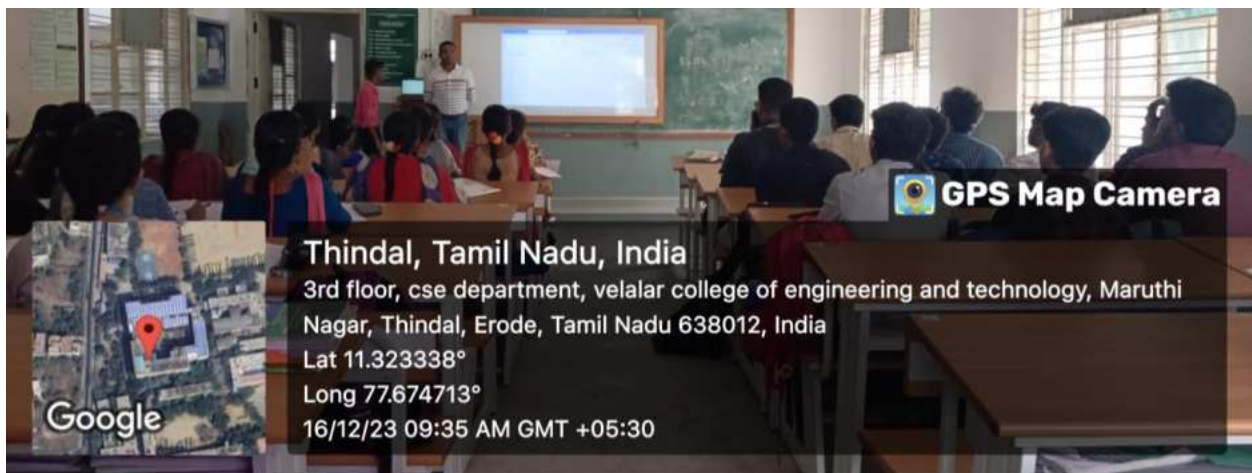 GPS Map Camera
Thindal, Tamil Nadu, India
3rd floor, cse department, velalar college of engineering and technology, Maruthi
Nagar, Thindal, Erode, Tamil Nadu 638012, India
Lat 11.323338°
Long 77.674713°
16/12/23 09:35 AM GMT +05:30
Google